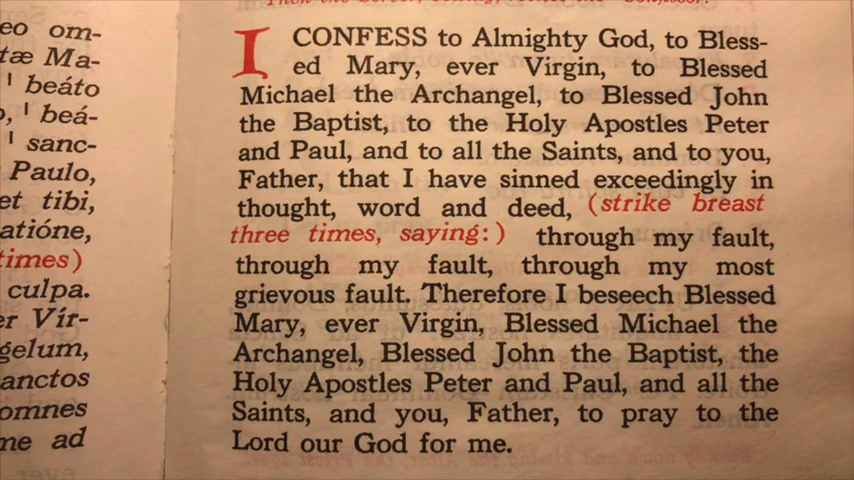 eo om-
tæ Ma-
beáto
beá-
sanc-
Paulo,
et tibi,
atióne,
times)
culpa.
er Vír-
gelum,
anctos
omnes
me ad
I CONFESS to Almighty God, to Bless-
ed Mary, ever Virgin, to Blessed
Michael the Archangel, to Blessed John
the Baptist, to the Holy Apostles Peter
and Paul, and to all the Saints, and to you,
Father, that I have sinned exceedingly in
thought, word and deed, (strike breast
three times, saying:) through my fault,
through my fault, through my most
grievous fault. Therefore I beseech Blessed
Mary, ever Virgin, Blessed Michael the
Archangel, Blessed John the Baptist, the
Holy Apostles Peter and Paul, and all the
Saints, and you, Father, to pray to the
Lord our God for me.